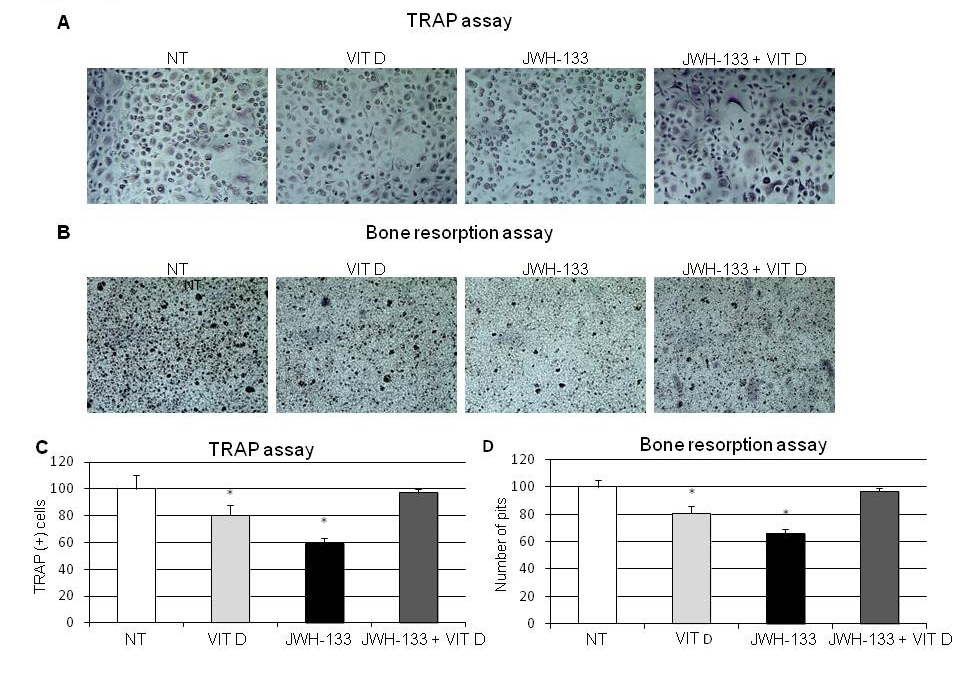 A
TRAP assay
NT VIT D JWH-133 JWH-133 + VIT D
B
Bone resorption assay
NT VIT D JWH-133 JWH-133 + VIT D
NT
C
TRAP assay
TRAP (+) cells
120
100
80
60
40
20
0
*
*
NT VIT D JWH-133 JWH-133 + VIT D
D
Bone resorption assay
Number of pits
120
100
80
60
40
20
0
*
*
NT VIT D JWH-133 JWH-133 + VIT D